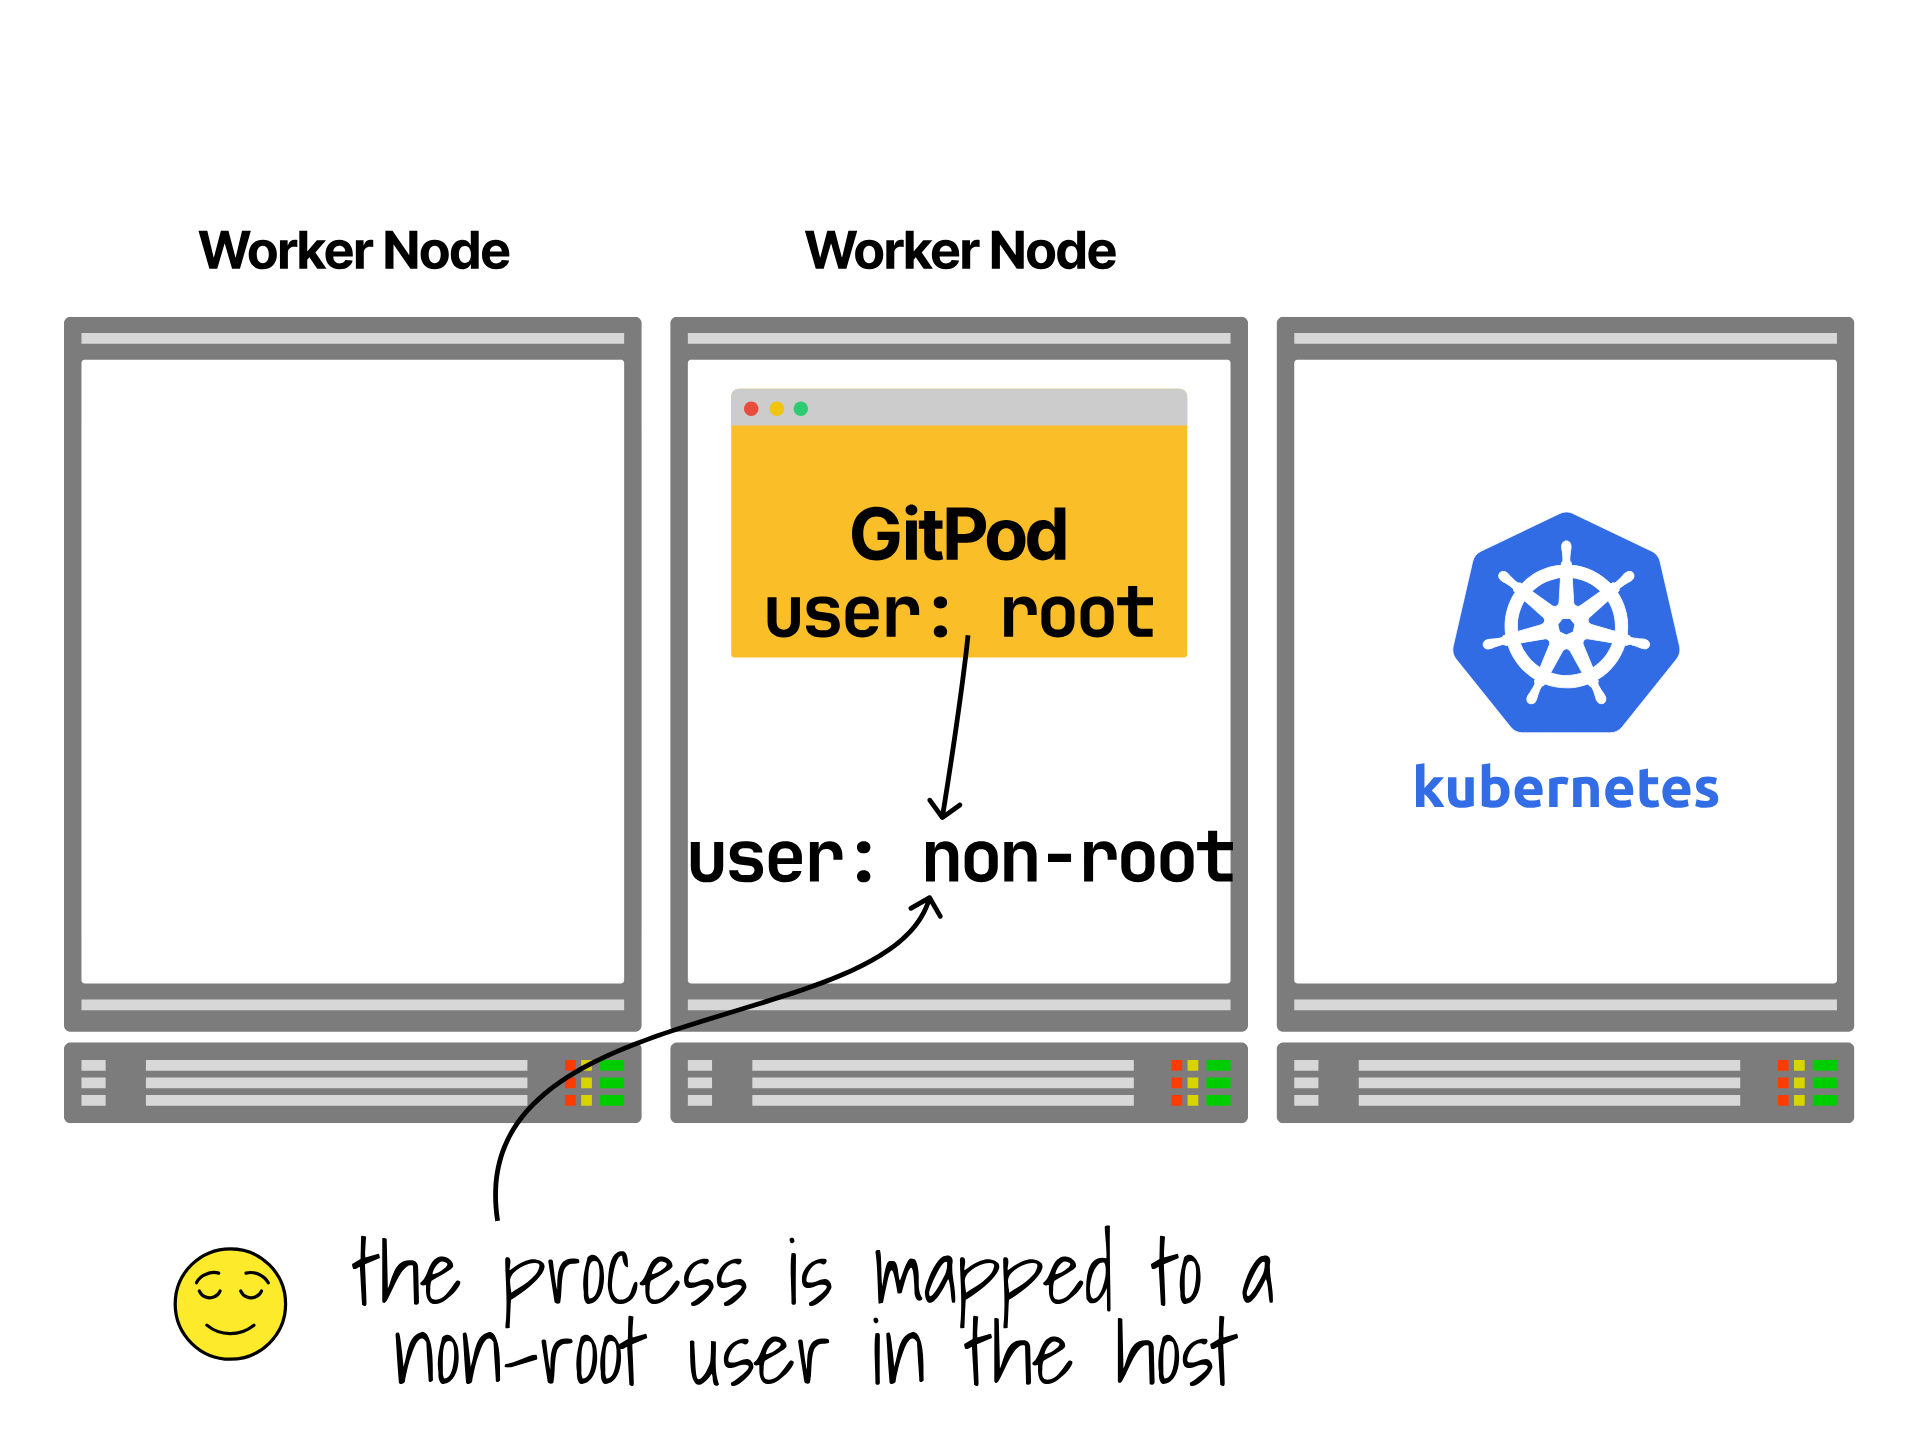 Worker Node
Worker Node
GitPod
user: root
user: non-root
kubernetes
the process is mapped to a
non-root user in the host